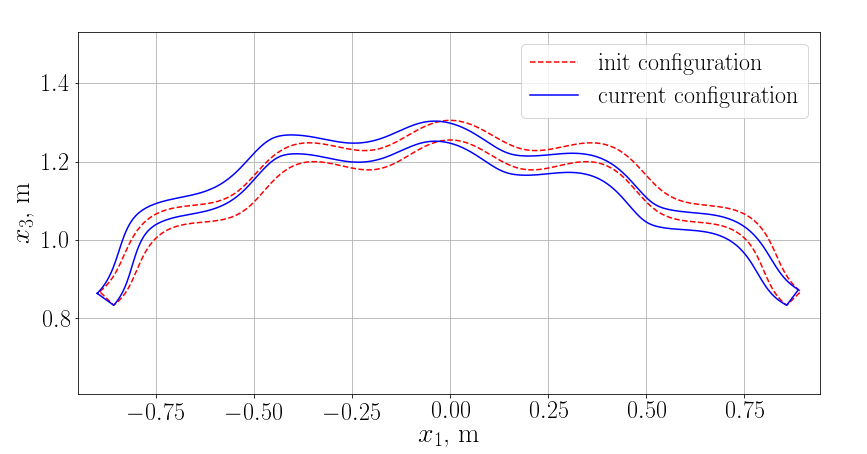 init configuration
current configuration
1.4
1.2
1.0
0.8
x₃, m
−0.75 −0.50 −0.25 0.00 0.25 0.50 0.75
x₁, m